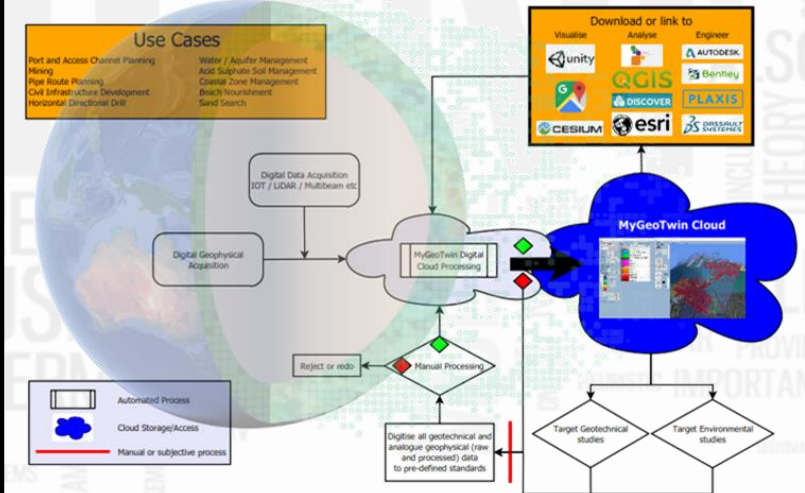 Use Cases
Port and Access Channel Planning
Mining
Pipe Route Planning
Civil Infrastructure Development
Horizontal Directional Drill
Water / Aquifer Management
Acid Sulphate Soil Management
Coastal Zone Management
Beach Nourishment
Sand Search
Download or link to
Visualise
Analyse
Engineer
unity
QGIS
DISCOVER
CESIUM
esri
AUTODESK
Bentley
PLAXIS
DASSAULT
SYSTEMES
Digital Data Acquisition
IOT / LiDAR / Multibeam etc
Digital Geophysical
Acquisition
MyGeoTwin Digital
Cloud Processing
MyGeoTwin Cloud
Reject or redo
Manual Processing
Digitise all geotechnical and
analogue geophysical (raw
and processed) data
to pre-defined standards
Target Geotechnical
studies
Target Environmental
studies
Automated Process
Cloud Storage/Access
Manual or subjective process